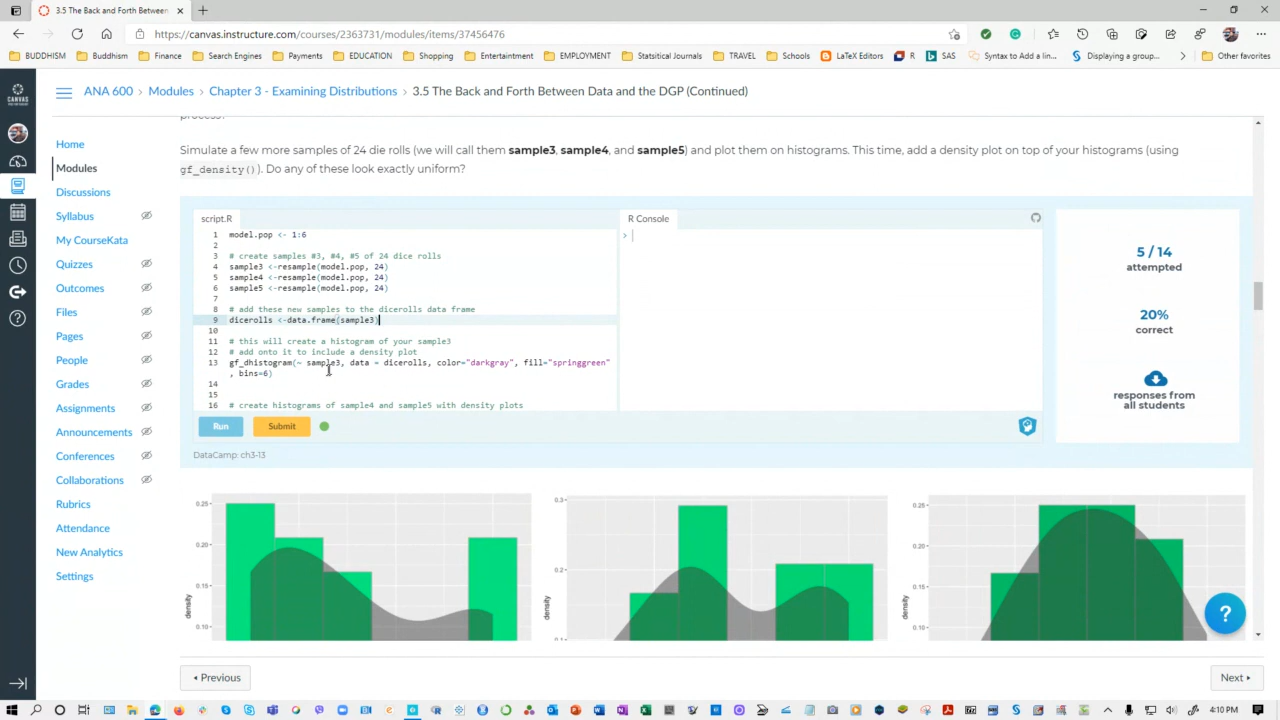 3.5 The Back and Forth Between
https://canvas.instructure.com/courses/2363731/modules/items/37456476
BUDDHISM Buddhism Finance Search Engines Payments EDUCATION Shopping Entertainment EMPLOYMENT Statsitical Journals TRAVEL Schools LaTeX Editors R SAS Syntax to Add a lin... Displaying a group... Other favorites
CANVAS
ANA 600 › Modules › Chapter 3 - Examining Distributions › 3.5 The Back and Forth Between Data and the DGP (Continued)
Home
Modules
Discussions
Syllabus
My CourseKata
Quizzes
Outcomes
Files
Pages
People
Grades
Assignments
Announcements
Conferences
Collaborations
Rubrics
Attendance
New Analytics
Settings
process?
Simulate a few more samples of 24 die rolls (we will call them sample3, sample4, and sample5) and plot them on histograms. This time, add a density plot on top of your histograms (using
gf_density()). Do any of these look exactly uniform?
script.R
1 model.pop <- 1:6
2
3 # create samples #3, #4, #5 of 24 dice rolls
4 sample3 <-resample(model.pop, 24)
5 sample4 <-resample(model.pop, 24)
6 sample5 <-resample(model.pop, 24)
7
8 # add these new samples to the dicerolls data frame
9 dicerolls <-data.frame(sample3)
10
11 # this will create a histogram of your sample3
12 # add onto it to include a density plot
13 gf_dhistogram(~ sample3, data = dicerolls, color="darkgray", fill="springgreen"
, bins=6)
14
15
16 # create histograms of sample4 and sample5 with density plots
R Console
>
5 / 14
attempted
20%
correct
responses from
all students
Run Submit
DataCamp: ch3-13
0.25
0.20
0.15
0.10
density
0.3
0.2
0.1
density
0.25
0.20
0.15
0.10
density
?
◂ Previous
Next ▸
4:10 PM